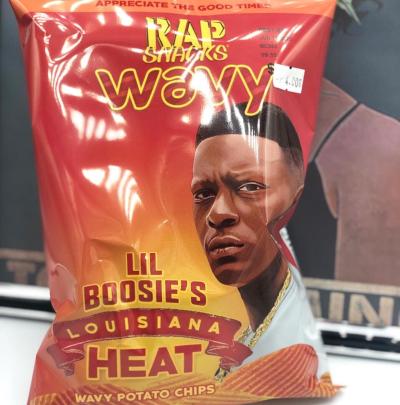 APPRECIATE THE GOOD TIMES
RAP
SNACKS
WAVY
LIL
BOOSIE'S
LOUISIANA
HEAT
WAVY POTATO CHIPS